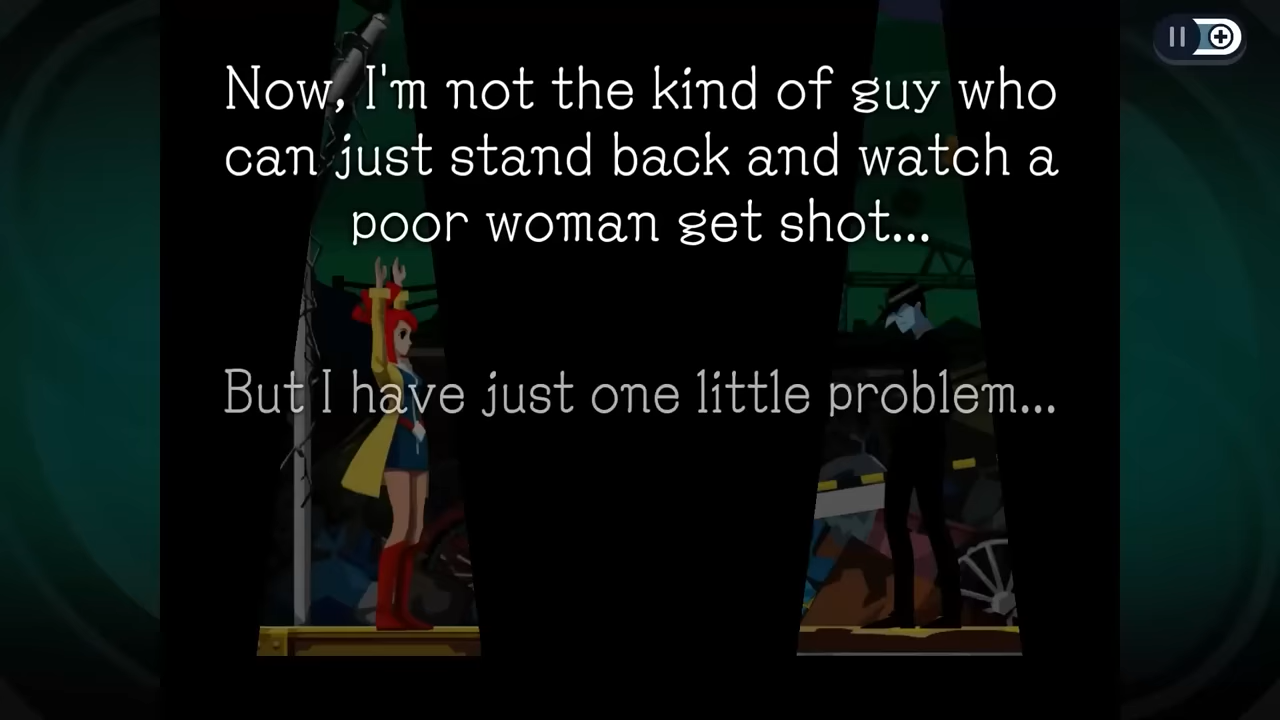 Now, I'm not the kind of guy who
can just stand back and watch a
poor woman get shot...
But I have just one little problem...